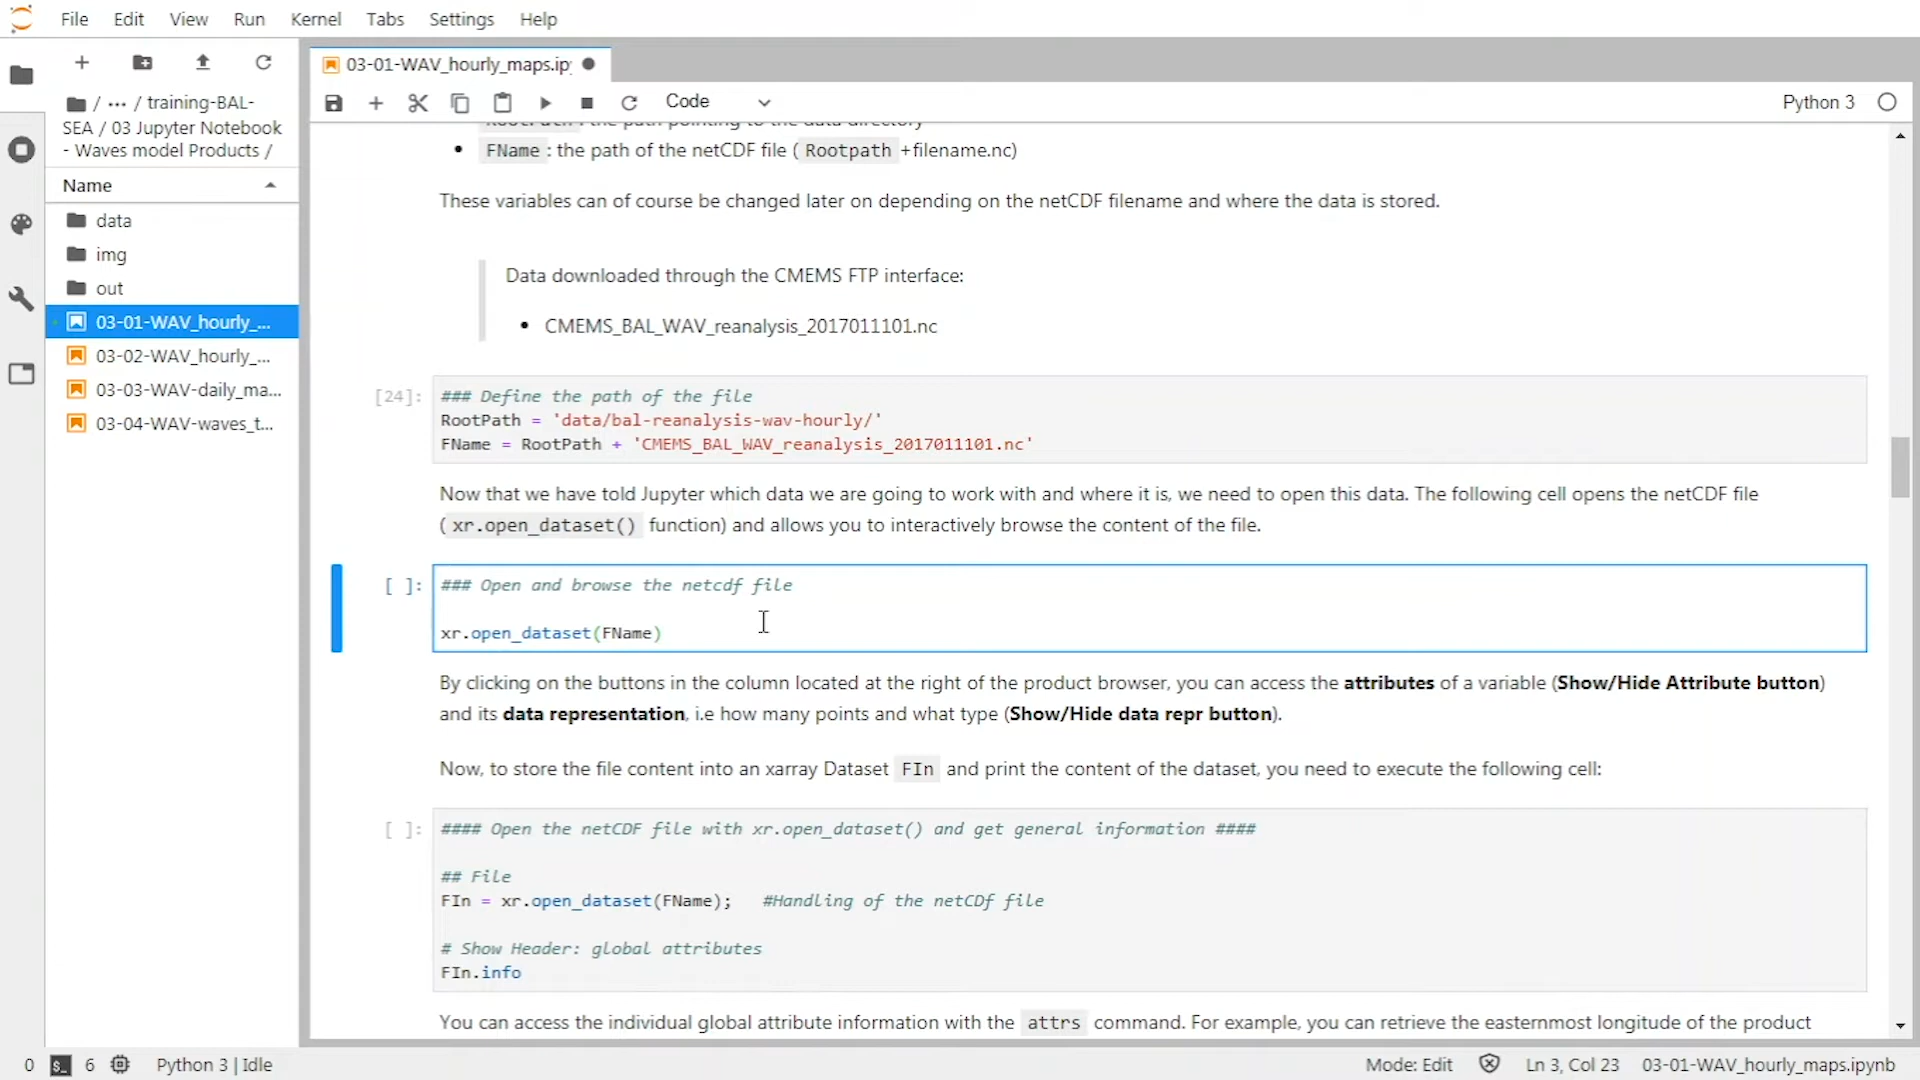 File Edit View Run Kernel Tabs Settings Help
03-01-WAV_hourly_maps.ip
/ ··· / training-BAL-
SEA / 03 Jupyter Notebook
- Waves model Products /
Name
data
img
out
03-01-WAV_hourly_...
03-02-WAV_hourly_...
03-03-WAV-daily_ma...
03-04-WAV-waves_t...
Code
Python 3
: the path pointing to the data directory
• FName : the path of the netCDF file ( Rootpath +filename.nc)
These variables can of course be changed later on depending on the netCDF filename and where the data is stored.
Data downloaded through the CMEMS FTP interface:
• CMEMS_BAL_WAV_reanalysis_2017011101.nc
[24]: ### Define the path of the file
RootPath = 'data/bal-reanalysis-wav-hourly/'
FName = RootPath + 'CMEMS_BAL_WAV_reanalysis_2017011101.nc'
Now that we have told Jupyter which data we are going to work with and where it is, we need to open this data. The following cell opens the netCDF file
( xr.open_dataset() function) and allows you to interactively browse the content of the file.
[ ]: ### Open and browse the netcdf file
xr.open_dataset(FName)
By clicking on the buttons in the column located at the right of the product browser, you can access the attributes of a variable (Show/Hide Attribute button)
and its data representation, i.e how many points and what type (Show/Hide data repr button).
Now, to store the file content into an xarray Dataset FIn and print the content of the dataset, you need to execute the following cell:
[ ]: #### Open the netCDF file with xr.open_dataset() and get general information ####
## File
FIn = xr.open_dataset(FName); #Handling of the netCDf file
# Show Header: global attributes
FIn.info
You can access the individual global attribute information with the attrs command. For example, you can retrieve the easternmost longitude of the product
0 $_ 6 Python 3 | Idle
Mode: Edit Ln 3, Col 23 03-01-WAV_hourly_maps.ipynb